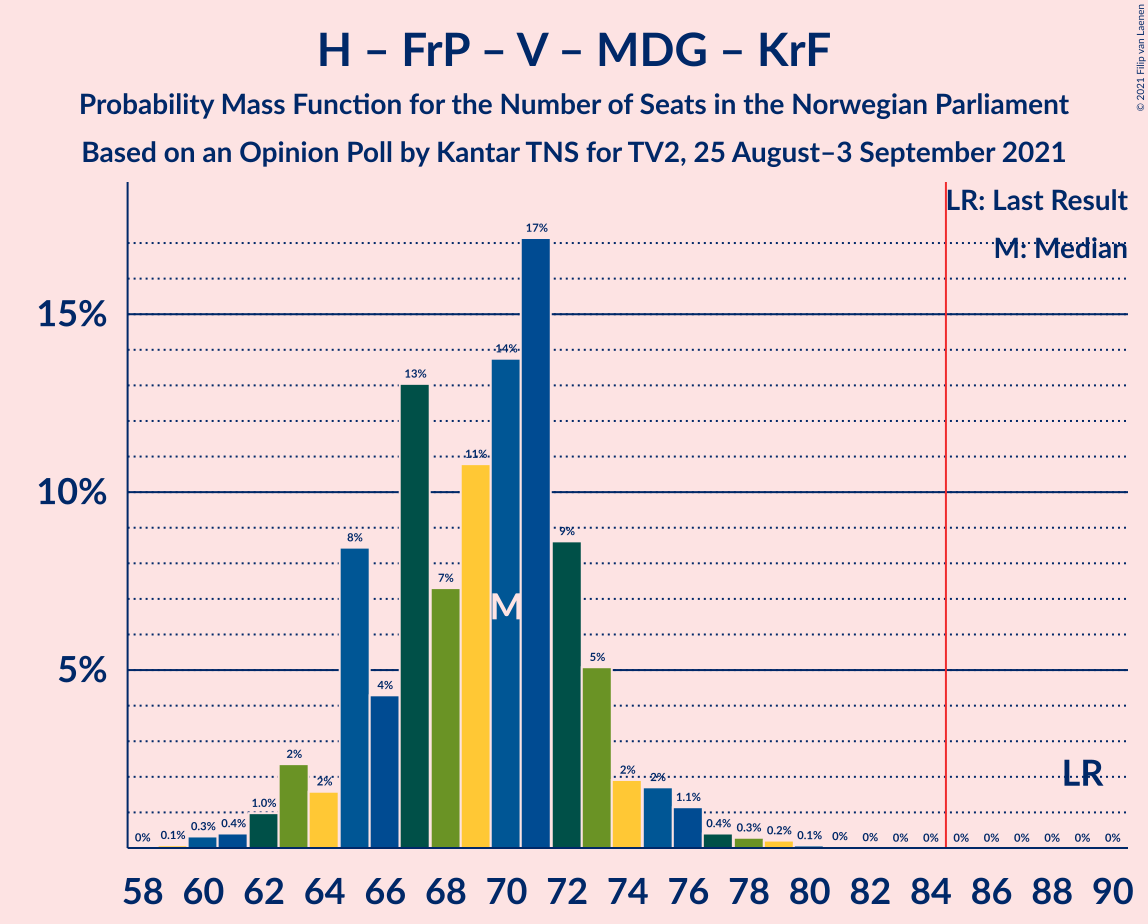 H – FrP – V – MDG – KrF
Probability Mass Function for the Number of Seats in the Norwegian Parliament
Based on an Opinion Poll by Kantar TNS for TV2, 25 August–3 September 2021
© 2021 Filip van Laenen
LR: Last Result
M: Median
15%
10%
5%
0% 0.1% 0.3% 0.4% 1.0% 2% 2% 8% 4% 13% 7% 11% 14% 17% 9% 5% 2% 2% 1.1% 0.4% 0.3% 0.2% 0.1% 0% 0% 0% 0% 0% 0% 0% 0% 0% 0%
M
LR
58 60 62 64 66 68 70 72 74 76 78 80 82 84 86 88 90